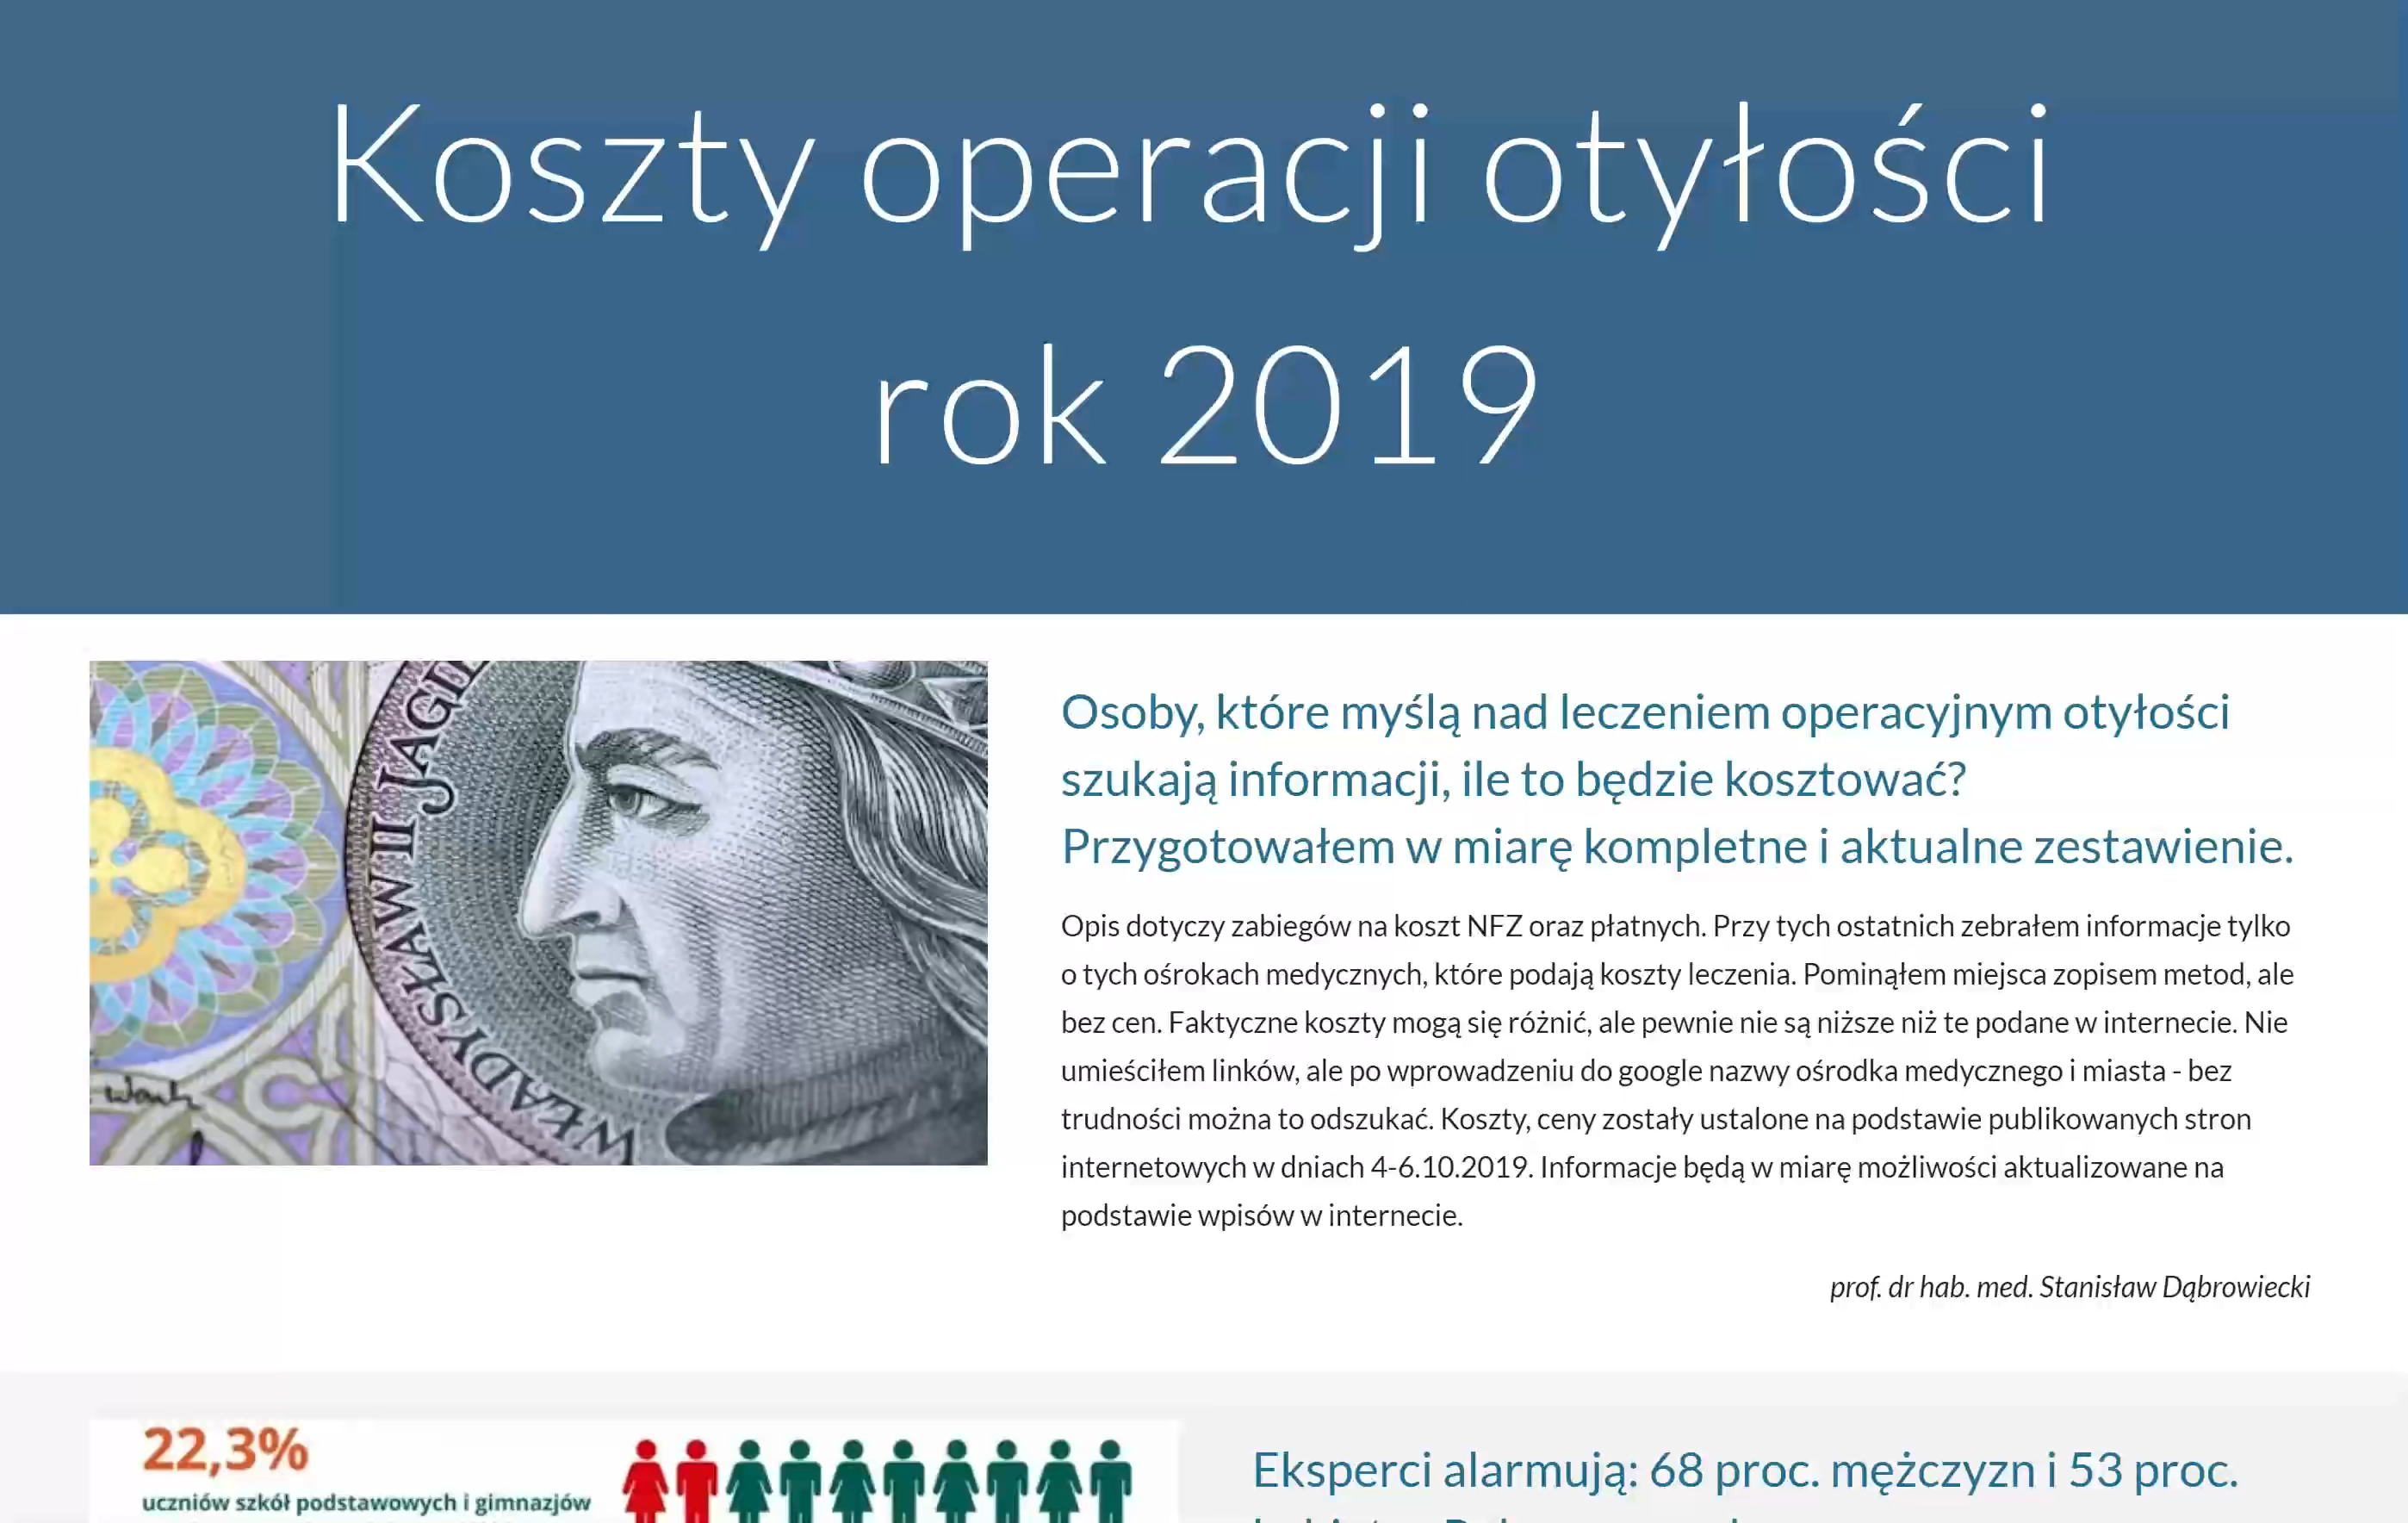 Koszty operacji otyłości
rok 2019
WŁADYSŁAW II
Osoby, które myślą nad leczeniem operacyjnym otyłości
szukają informacji, ile to będzie kosztować?
Przygotowałem w miarę kompletne i aktualne zestawienie.
Opis dotyczy zabiegów na koszt NFZ oraz płatnych. Przy tych ostatnich zebrałem informacje tylko
o tych ośrokach medycznych, które podają koszty leczenia. Pominąłem miejsca zopisem metod, ale
bez cen. Faktyczne koszty mogą się różnić, ale pewnie nie są niższe niż te podane w internecie. Nie
umieściłem linków, ale po wprowadzeniu do google nazwy ośrodka medycznego i miasta - bez
trudności można to odszukać. Koszty, ceny zostały ustalone na podstawie publikowanych stron
internetowych w dniach 4-6.10.2019. Informacje będą w miarę możliwości aktualizowane na
podstawie wpisów w internecie.
prof. dr hab. med. Stanisław Dąbrowiecki
22,3%
uczniów szkół podstawowych i gimnazjów
Eksperci alarmują: 68 proc. mężczyzn i 53 proc.